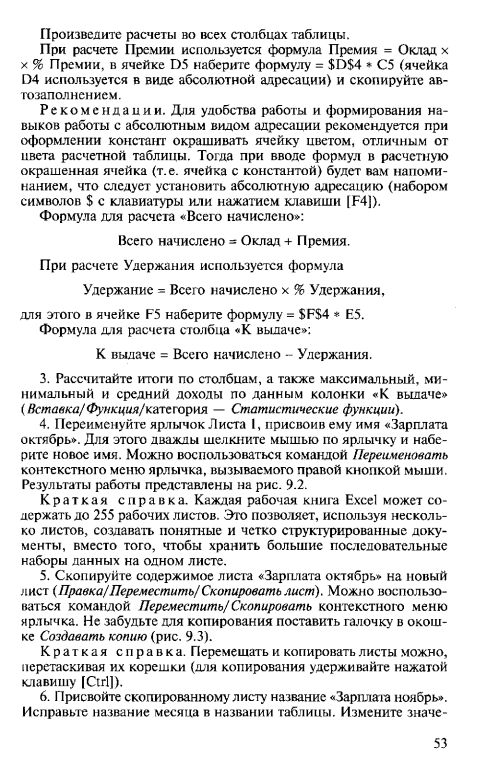 Произведите расчеты во всех столбцах таблицы.
При расчете Премии используется формула Премия = Оклад х
х % Премии, в ячейке D5 наберите формулу = $D$4 * C5 (ячейка
D4 используется в виде абсолютной адресации) и скопируйте ав-
тозаполнением.
Рекомендации. Для удобства работы и формирования на-
выков работы с абсолютным видом адресации рекомендуется при
оформлении констант окрашивать ячейку цветом, отличным от
цвета расчетной таблицы. Тогда при вводе формул в расчетную
окрашенная ячейка (т.е. ячейка с константой) будет вам напоми-
нанием, что следует установить абсолютную адресацию (набором
символов $ с клавиатуры или нажатием клавиши [F4]).
Формула для расчета «Всего начислено»:
Всего начислено = Оклад + Премия.
При расчете Удержания используется формула
Удержание = Всего начислено х % Удержания,
для этого в ячейке F5 наберите формулу = $F$4 * E5.
Формула для расчета столбца «К выдаче»:
К выдаче = Всего начислено – Удержания.
3. Рассчитайте итоги по столбцам, а также максимальный, ми-
нимальный и средний доходы по данным колонки «К выдаче»
(Вставка/Функция/категория — Статистические функции).
4. Переименуйте ярлычок Листа 1, присвоив ему имя «Зарплата
октябрь». Для этого дважды щелкните мышью по ярлычку и набе-
рите новое имя. Можно воспользоваться командой Переименовать
контекстного меню ярлычка, вызываемого правой кнопкой мыши.
Результаты работы представлены на рис. 9.2.
Краткая справка. Каждая рабочая книга Excel может со-
держать до 255 рабочих листов. Это позволяет, используя несколь-
ко листов, создавать понятные и четко структурированные доку-
менты, вместо того, чтобы хранить большие последовательные
наборы данных на одном листе.
5. Скопируйте содержимое листа «Зарплата октябрь» на новый
лист (Правка/Переместить/Скопировать лист). Можно воспользо-
ваться командой Переместить/Скопировать контекстного меню
ярлычка. Не забудьте для копирования поставить галочку в окош-
ке Создавать копию (рис. 9.3).
Краткая справка. Перемещать и копировать листы можно,
перетаскивая их корешки (для копирования удерживайте нажатой
клавишу [Ctrl]).
6. Присвойте скопированному листу название «Зарплата ноябрь».
Исправьте название месяца в названии таблицы. Измените значе-
53